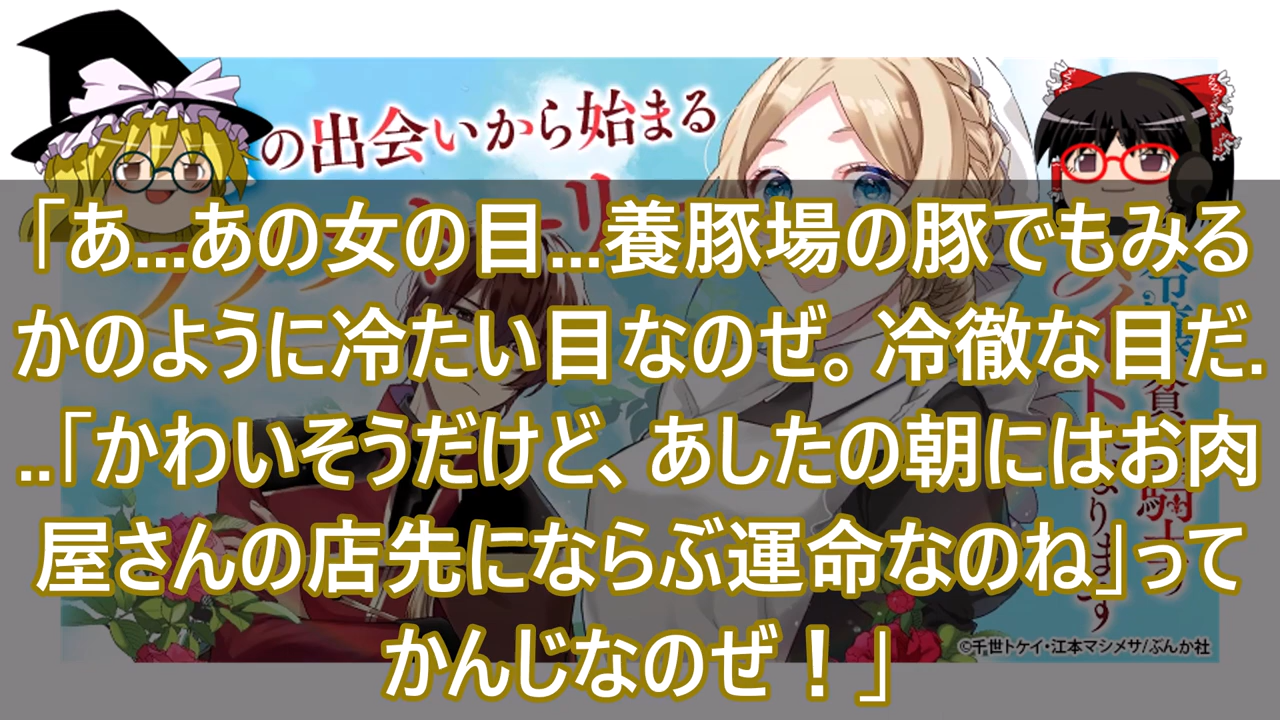 の出会いから始まる
「あ...あの女の目...養豚場の豚でもみる
かのように冷たい目なのぜ。冷徹な目だ.
..「かわいそうだけど、あしたの朝にはお肉
屋さんの店先にならぶ運命なのね」って
かんじなのぜ！」
©千世トケイ・江本マシメサ/ぶんか社